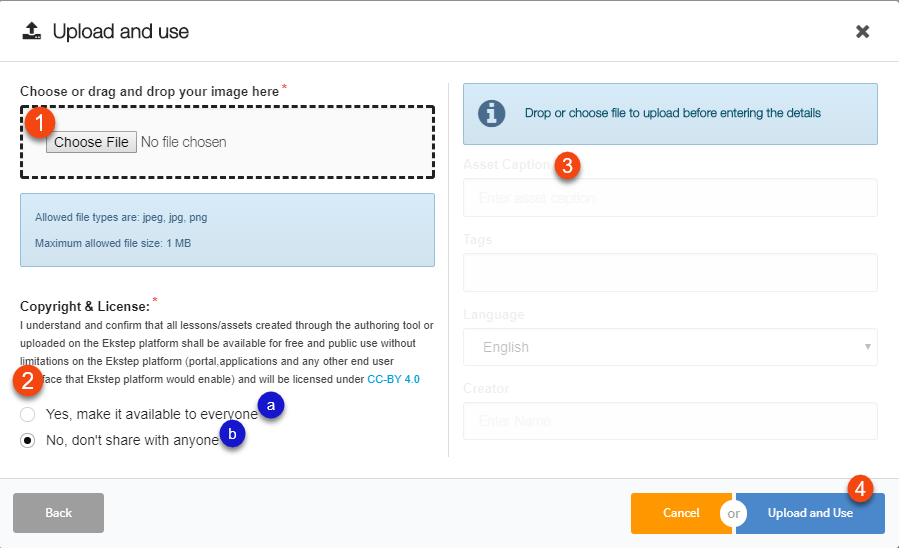 Upload and use
Choose or drag and drop your image here *
1
Choose File No file chosen
Allowed file types are: jpeg, jpg, png
Maximum allowed file size: 1 MB
Copyright & License: *
I understand and confirm that all lessons/assets created through the authoring tool or
uploaded on the Ekstep platform shall be available for free and public use without
limitations on the Ekstep platform (portal,applications and any other end user
face that Ekstep platform would enable) and will be licensed under CC-BY 4.0
2
Yes, make it available to everyone a
No, don't share with anyone b
Drop or choose file to upload before entering the details
Asset Caption 3
Enter asset caption
Tags
Language
English
Creator
Enter Name
Back
Cancel or Upload and Use
4